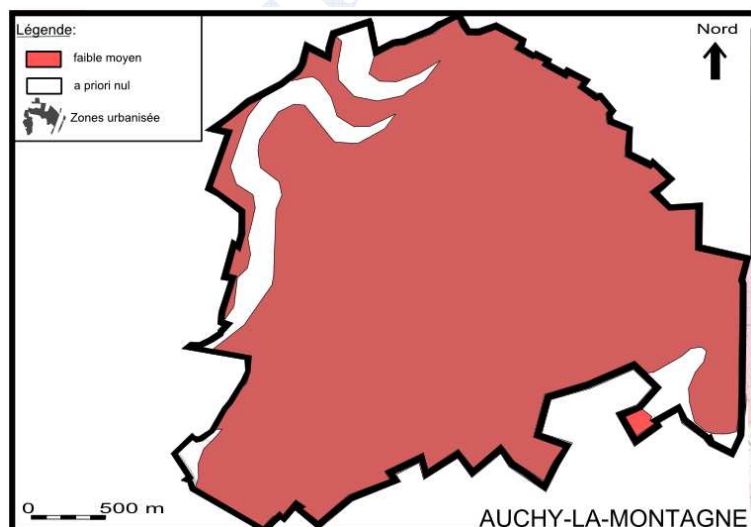 Légende:
faible moyen
a priori nul
Zones urbanisée
Nord
0 500 m
AUCHY-LA-MONTAGNE